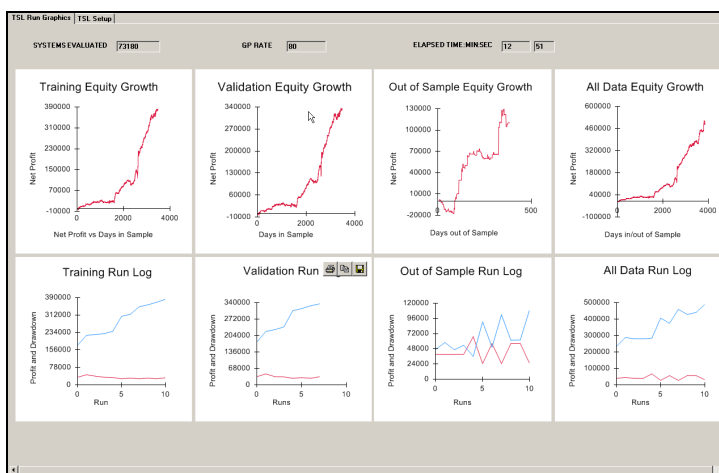 TSL Run Graphics TSL Setup
SYSTEMS EVALUATED 73180 GP RATE 80 ELAPSED TIME:MIN:SEC 12 51
Training Equity Growth
390000
310000
230000
150000
70000
-10000
0 2000 4000
Net Profit
Net Profit vs Days in Sample
Validation Equity Growth
340000
270000
200000
130000
60000
-10000
0 2000 4000
Net Profit
Days in Sample
Out of Sample Equity Growth
130000
100000
70000
40000
10000
-20000
0 500
Net Profit
Days out of Sample
All Data Equity Growth
600000
460000
320000
180000
40000
-100000
0 2000 4000
Net Profit
Days in/out of Sample
Training Run Log
390000
312000
234000
156000
78000
0
0 5 10
Profit and Drawdown
Run
Validation Run
340000
272000
204000
136000
68000
0
0 5 10
Profit and Drawdown
Runs
Out of Sample Run Log
120000
96000
72000
48000
24000
0
0 5 10
Profit and Drawdown
Runs
All Data Run Log
500000
400000
300000
200000
100000
0
0 5 10
Profit and Drawdown
Runs